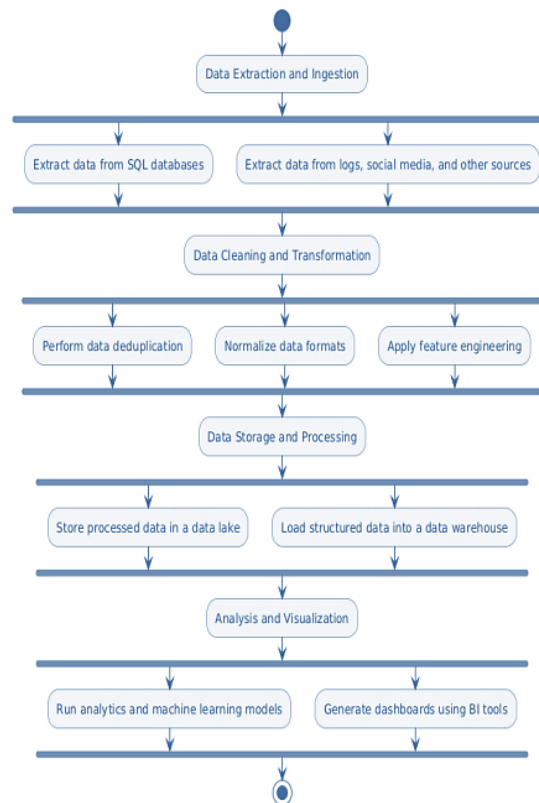 Data Extraction and Ingestion
Extract data from SQL databases
Extract data from logs, social media, and other sources
Data Cleaning and Transformation
Perform data deduplication
Normalize data formats
Apply feature engineering
Data Storage and Processing
Store processed data in a data lake
Load structured data into a data warehouse
Analysis and Visualization
Run analytics and machine learning models
Generate dashboards using BI tools